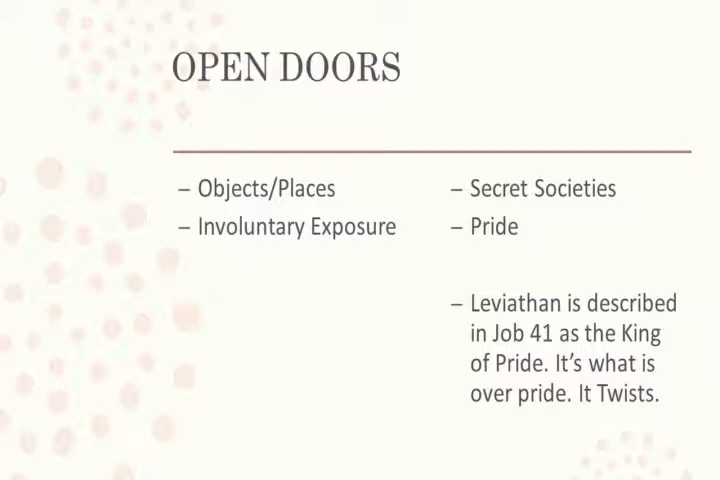 OPEN DOORS
– Objects/Places
– Involuntary Exposure
– Secret Societies
– Pride
– Leviathan is described
in Job 41 as the King
of Pride. It’s what is
over pride. It Twists.